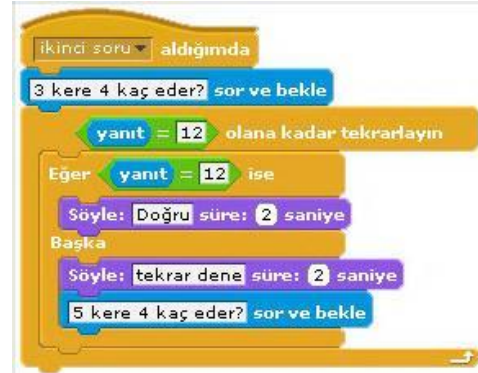 ikinci soru aldığımda
3 kere 4 kaç eder? sor ve bekle
yanıt = 12 olana kadar tekrarlayın
Eğer yanıt = 12 ise
Söyle: Doğru süre: 2 saniye
Başka
Söyle: tekrar dene süre: 2 saniye
5 kere 4 kaç eder? sor ve bekle